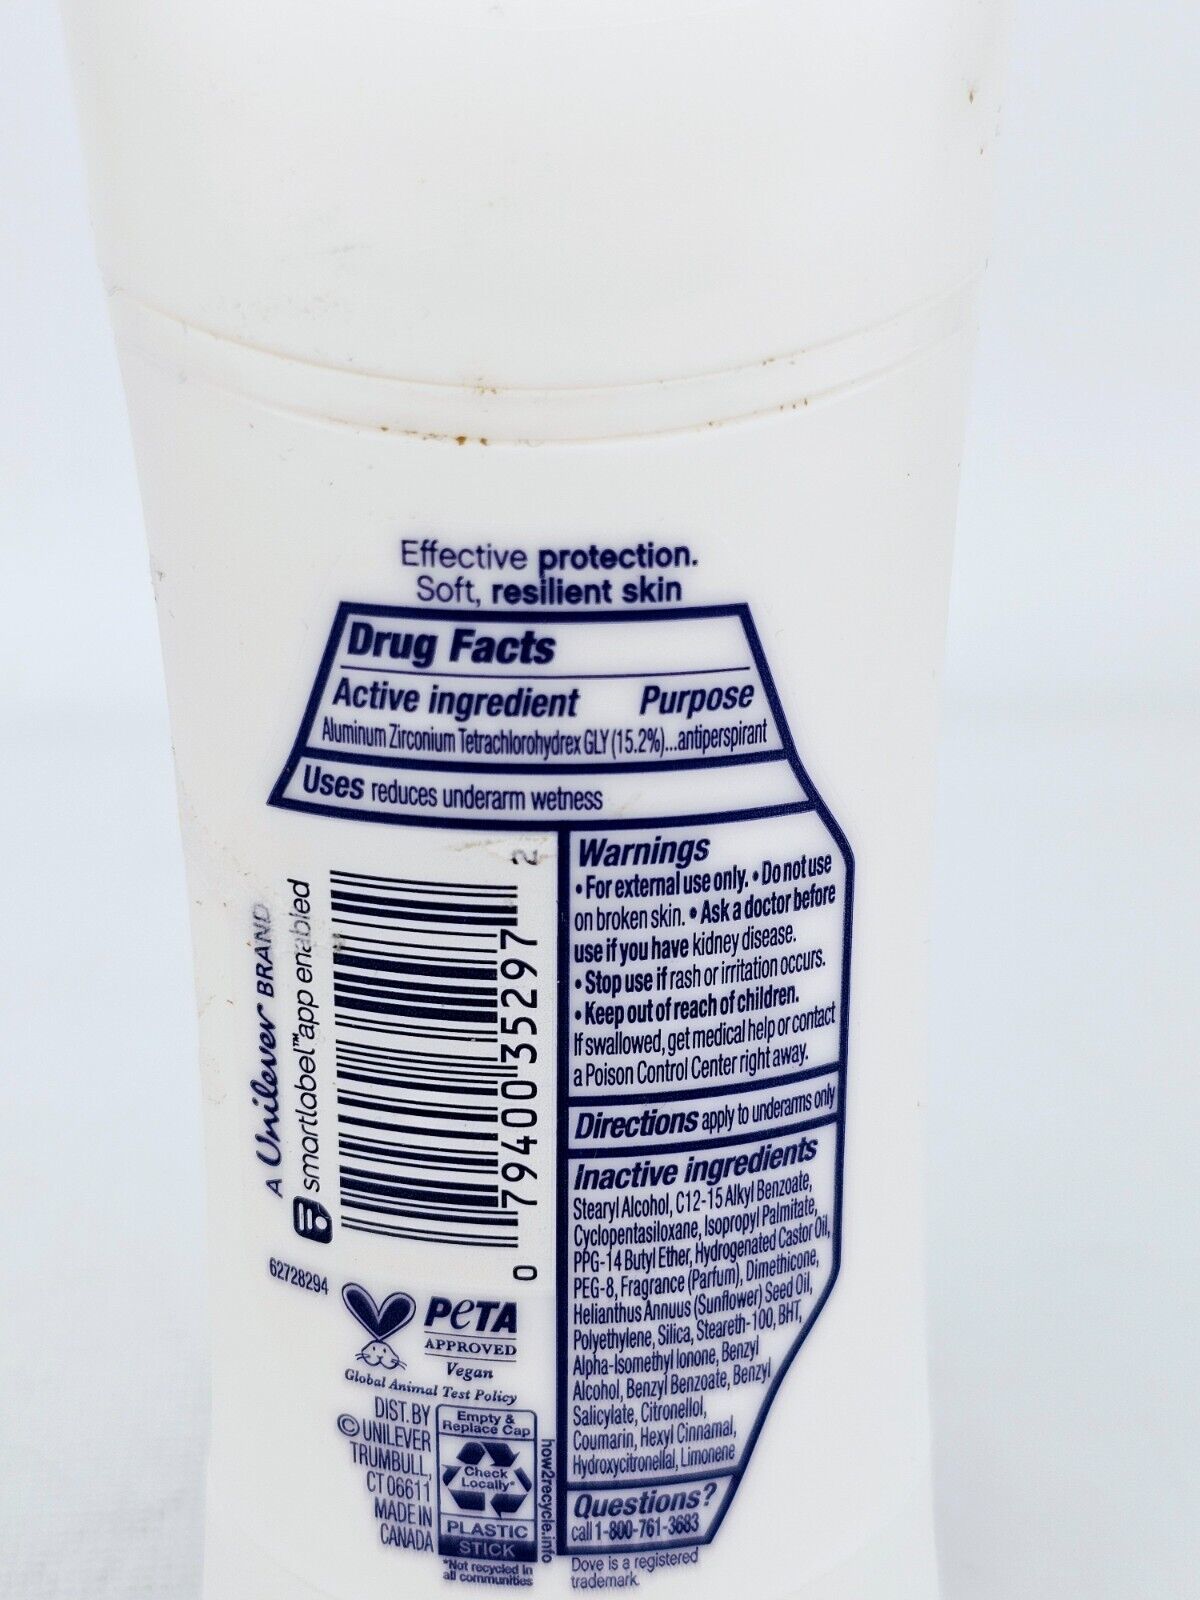 Effective protection.
Soft, resilient skin
Drug Facts
Active ingredient Purpose
Aluminum Zirconium Tetrachlorohydrex GLY (15.2%)...antiperspirant
Uses reduces underarm wetness
Warnings
• For external use only. • Do not use
on broken skin. • Ask a doctor before
use if you have kidney disease.
• Stop use if rash or irritation occurs.
• Keep out of reach of children.
If swallowed, get medical help or contact
a Poison Control Center right away.
Directions apply to underarms only
Inactive ingredients
Stearyl Alcohol, C12-15 Alkyl Benzoate,
Cyclopentasiloxane, Isopropyl Palmitate,
PPG-14 Butyl Ether, Hydrogenated Castor Oil,
PEG-8, Fragrance (Parfum), Dimethicone,
Helianthus Annuus (Sunflower) Seed Oil,
Polyethylene, Silica, Steareth-100, BHT,
Alpha-Isomethyl Ionone, Benzyl
Alcohol, Benzyl Benzoate, Benzyl
Salicylate, Citronellol,
Coumarin, Hexyl Cinnamal,
Hydroxycitronellal, Limonene
Questions?
call 1-800-761-3683
Dove is a registered
trademark.
A Unilever BRAND
smartlabel™ app enabled
0 79400 35297 2
62728294
PETA
APPROVED
Vegan
Global Animal Test Policy
DIST. BY
© UNILEVER
TRUMBULL,
CT 06611
MADE IN
CANADA
Empty &
Replace Cap
Check
Locally*
PLASTIC
STICK
*Not recycled in
all communities
how2recycle.info